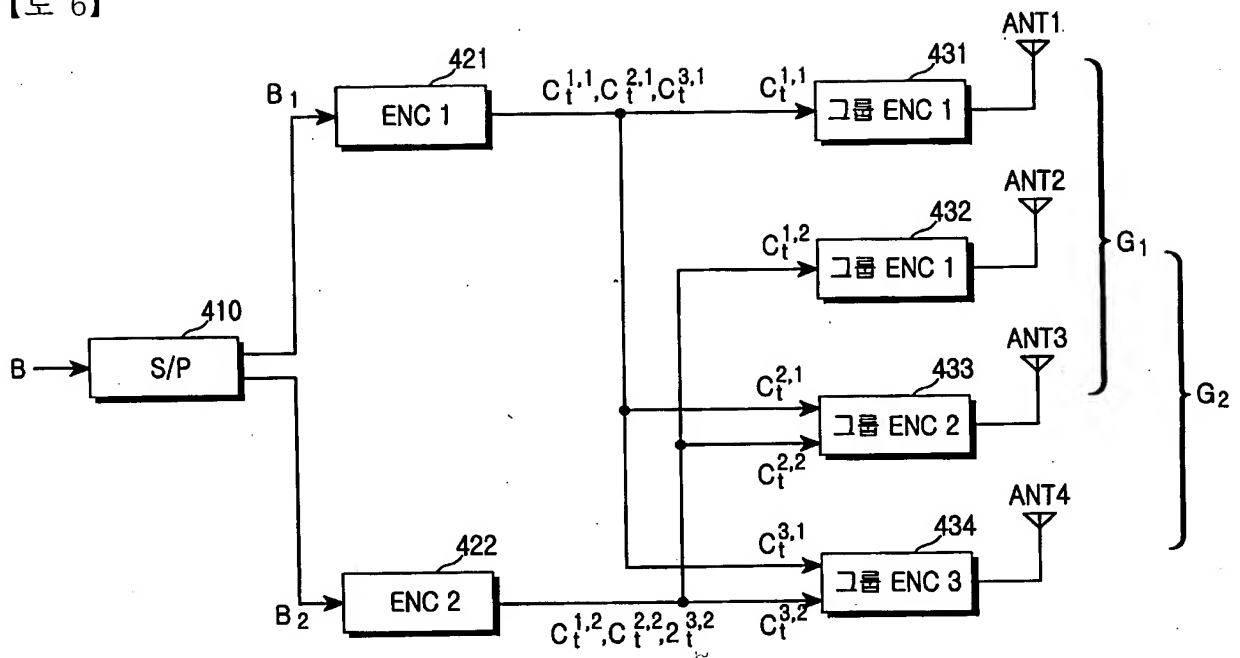 【도 6】
ANT1
421
431
B₁
ENC 1
C_t^{1,1}, C_t^{2,1}, C_t^{3,1}
C_t^{1,1}
그룹 ENC 1
ANT2
432
C_t^{1,2}
그룹 ENC 1
G₁
410
B
S/P
ANT3
433
C_t^{2,1}
그룹 ENC 2
G₂
C_t^{2,2}
ANT4
422
434
C_t^{3,1}
B₂
ENC 2
그룹 ENC 3
C_t^{1,2}, C_t^{2,2}, 2_t^{3,2}
C_t^{3,2}